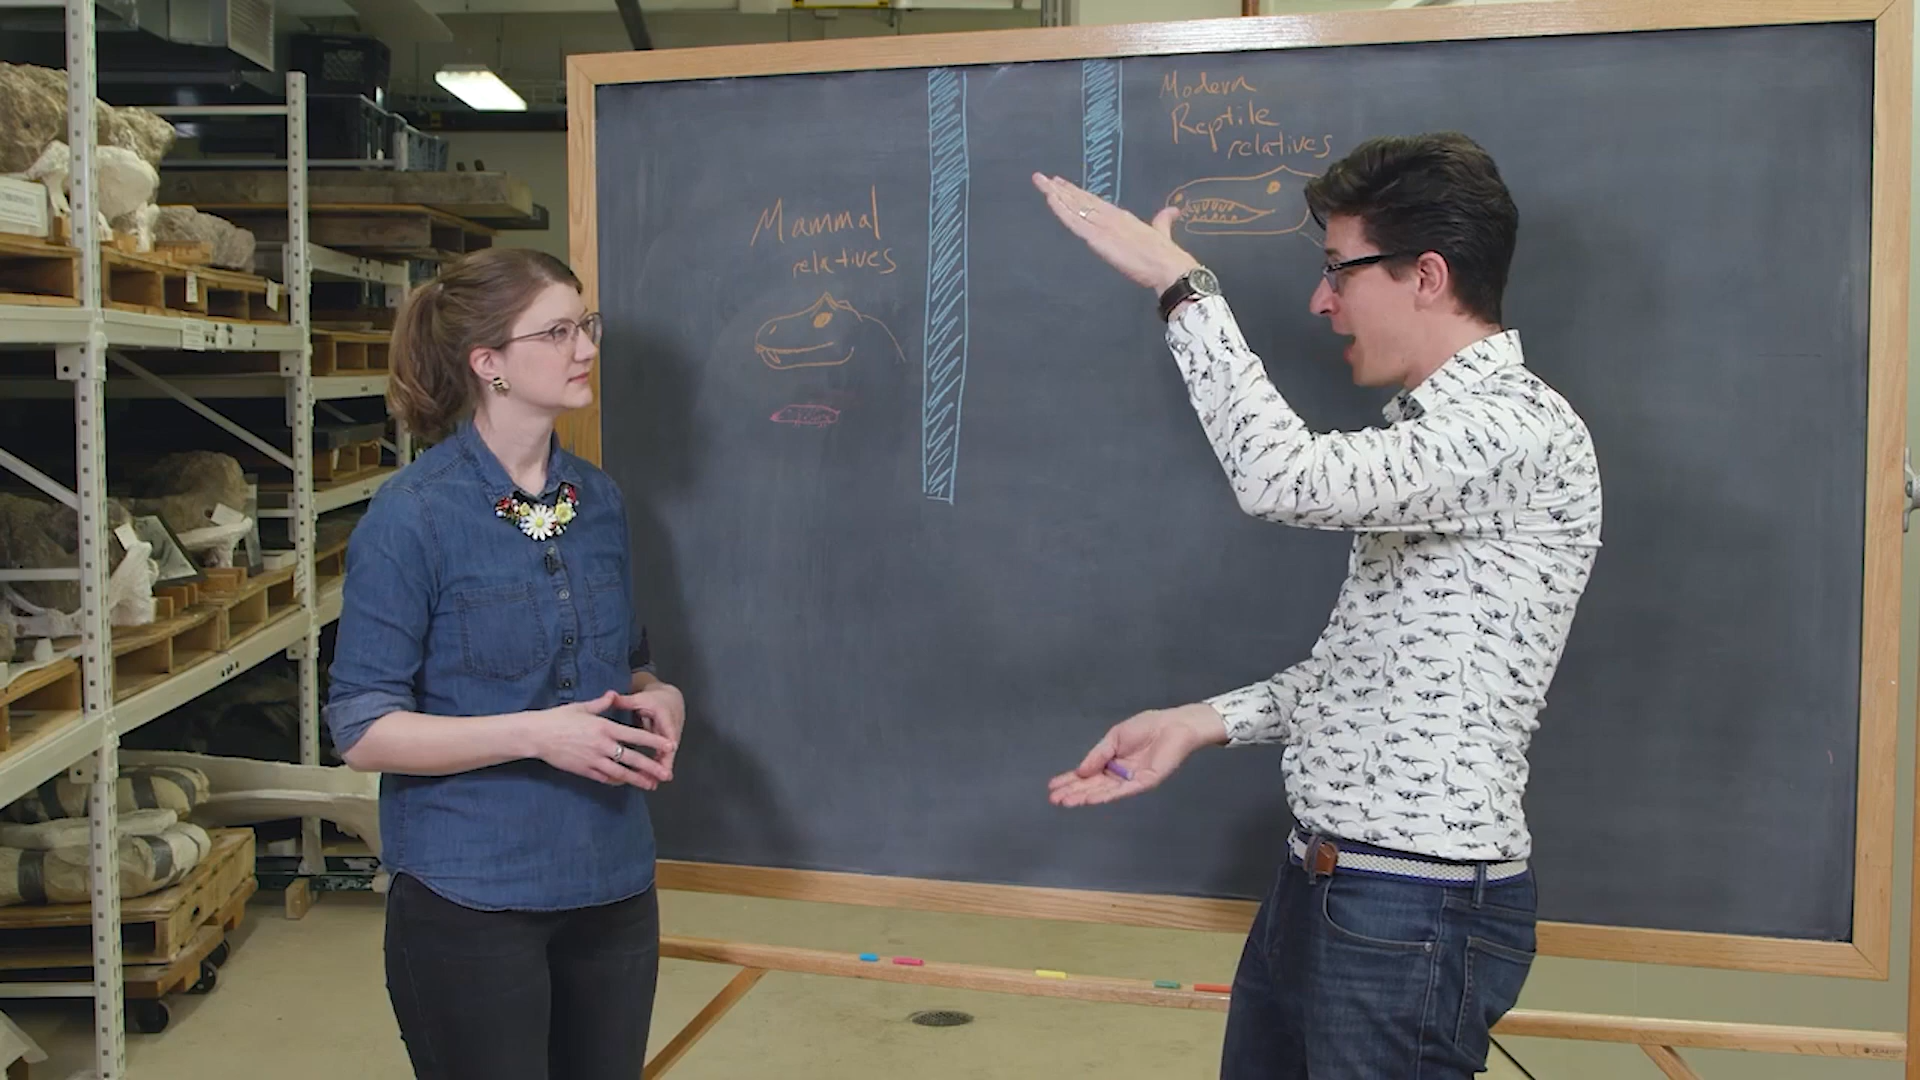 Modern
Reptile
relatives
Mammal
relatives